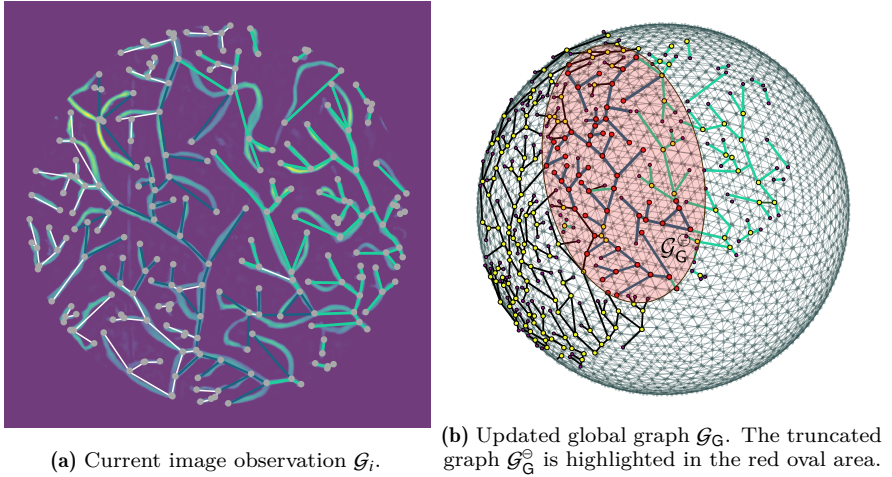 𝒢_G^⊖
(a) Current image observation 𝒢_i.
(b) Updated global graph 𝒢_G. The truncated
graph 𝒢_G^⊖ is highlighted in the red oval area.